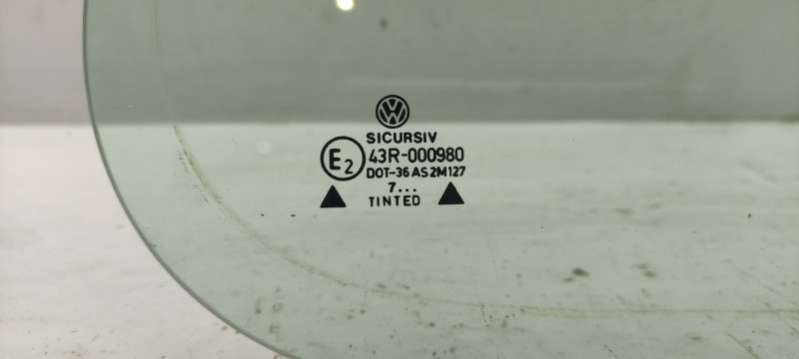 VW
SICURSIV
E2 43R-000980
DOT-36 AS2M127
7...
TINTED